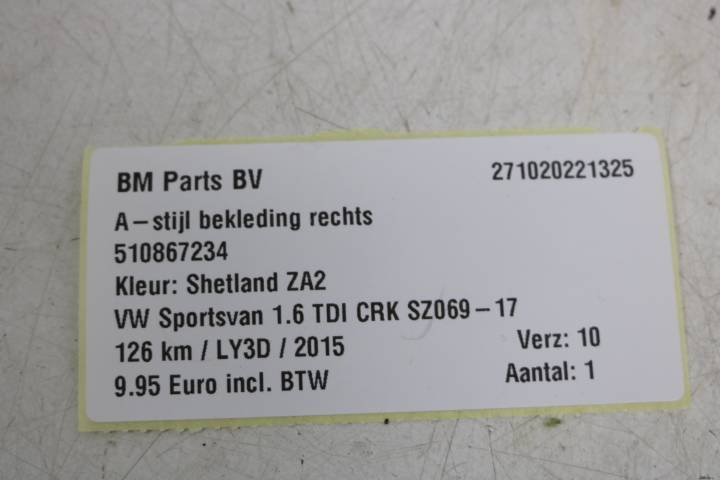 BM Parts BV 271020221325
A-stijl bekleding rechts
510867234
Kleur: Shetland ZA2
VW Sportsvan 1.6 TDI CRK SZ069-17
126 km / LY3D / 2015 Verz: 10
9.95 Euro incl. BTW Aantal: 1